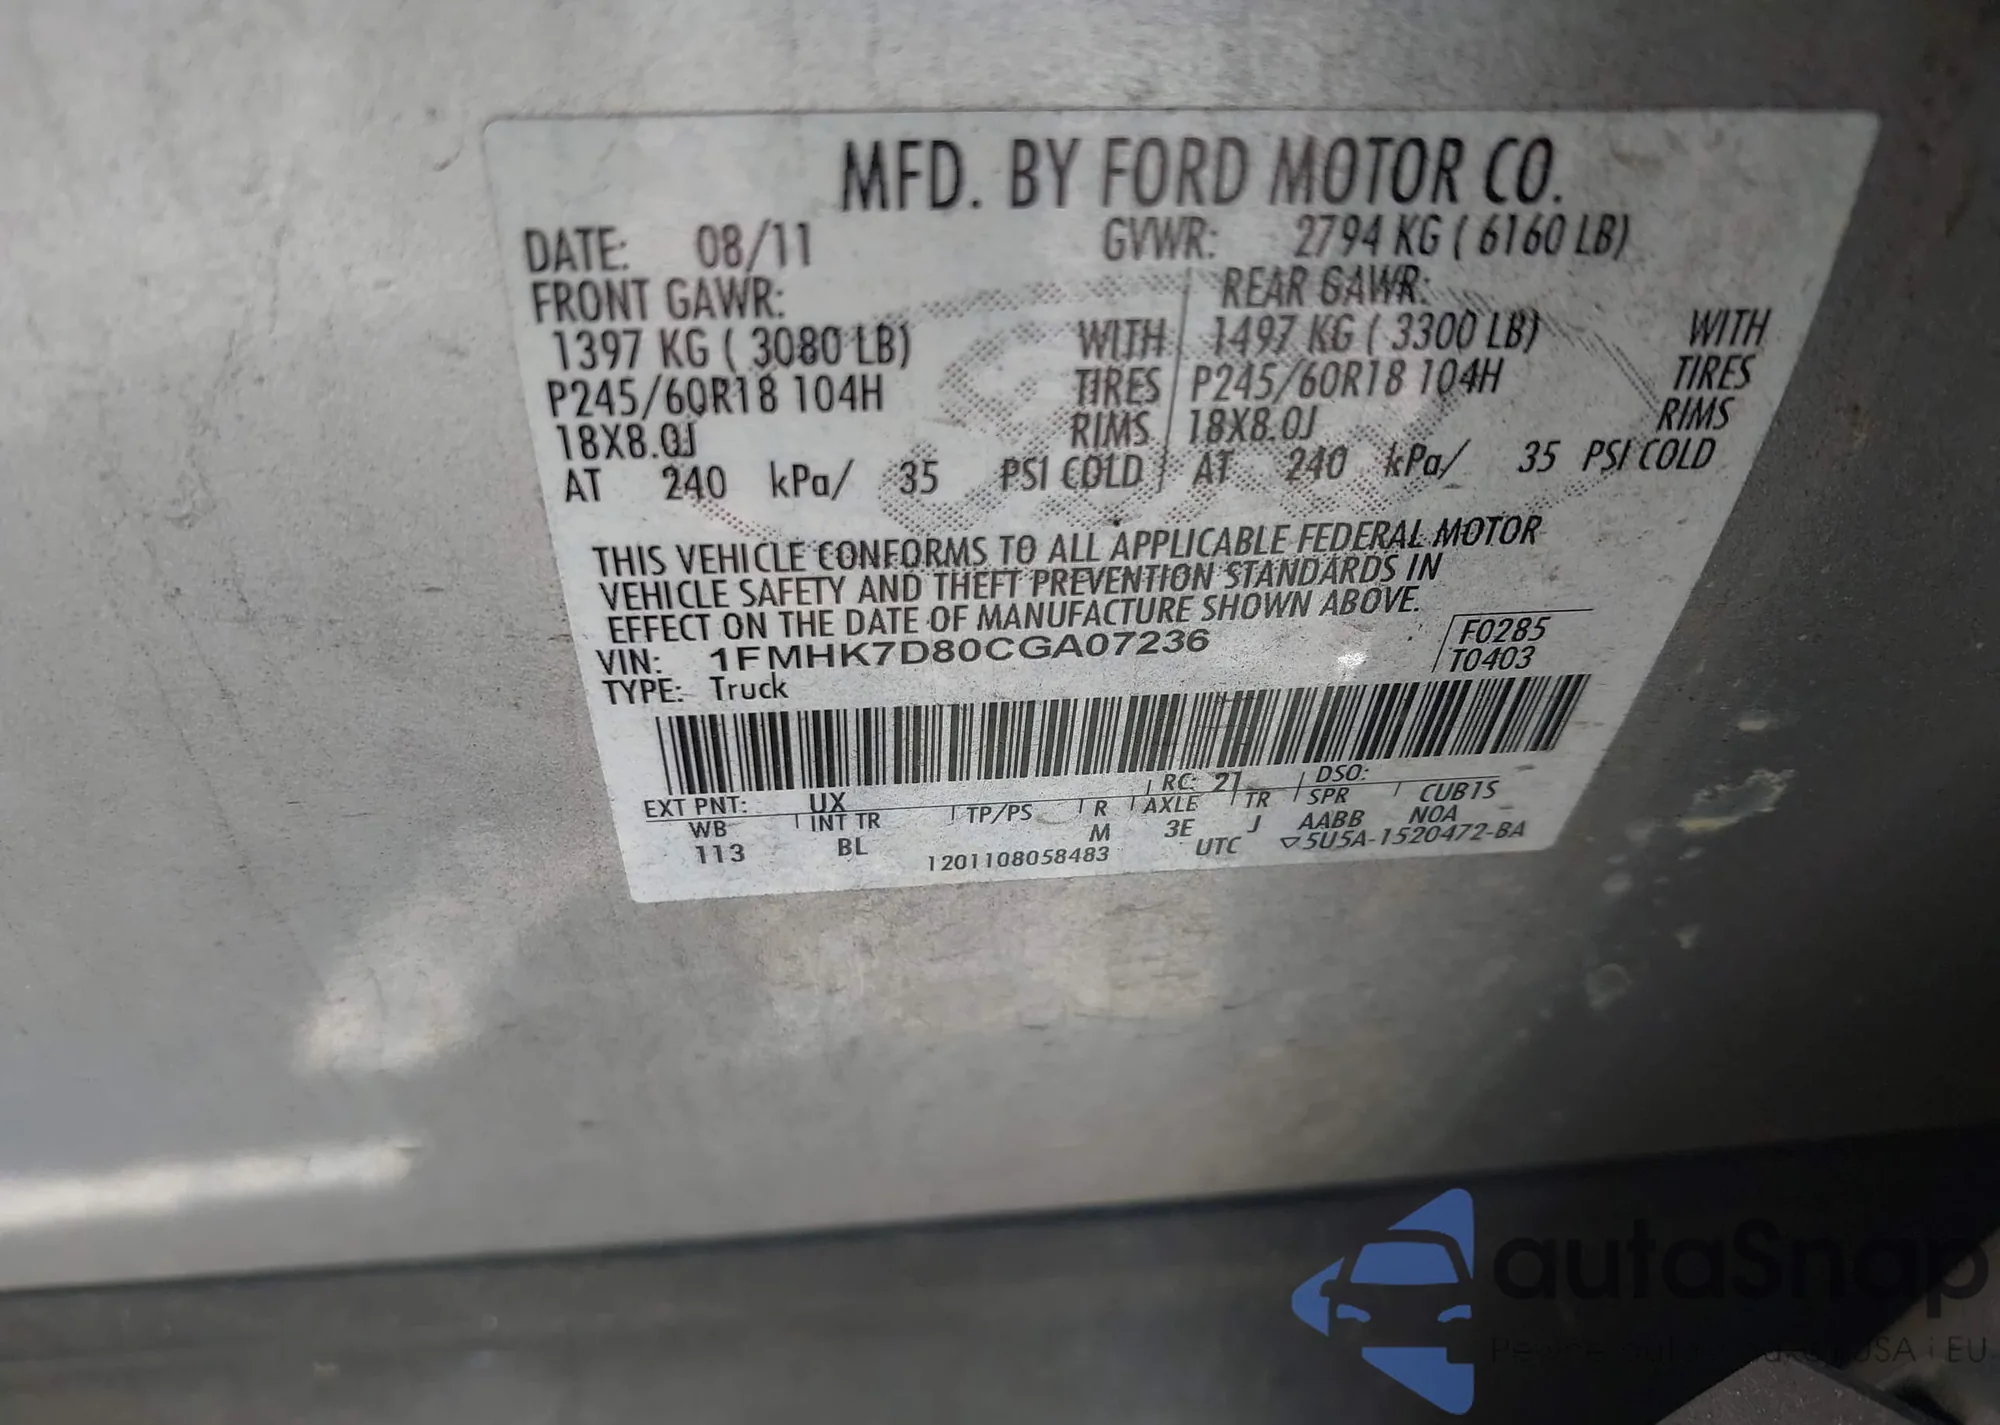 MFD. BY FORD MOTOR CO.
DATE: 08/11 GVWR: 2794 KG ( 6160 LB)
FRONT GAWR: REAR GAWR:
1397 KG ( 3080 LB) WITH 1497 KG ( 3300 LB) WITH
P245/60R18 104H TIRES P245/60R18 104H TIRES
18X8.0J RIMS 18X8.0J RIMS
AT 240 kPa/ 35 PSI COLD AT 240 kPa/ 35 PSI COLD
THIS VEHICLE CONFORMS TO ALL APPLICABLE FEDERAL MOTOR
VEHICLE SAFETY AND THEFT PREVENTION STANDARDS IN
EFFECT ON THE DATE OF MANUFACTURE SHOWN ABOVE.
VIN: 1FMHK7D80CGA07236 F0285
TYPE: Truck T0403
EXT PNT: UX RC: 21 DSO:
WB INT TR TP/PS R AXLE TR SPR CUB1S
113 BL M 3E J AABB N0A
1201108058483 UTC ▽5U5A-1520472-BA
autaSnap
USA i EU